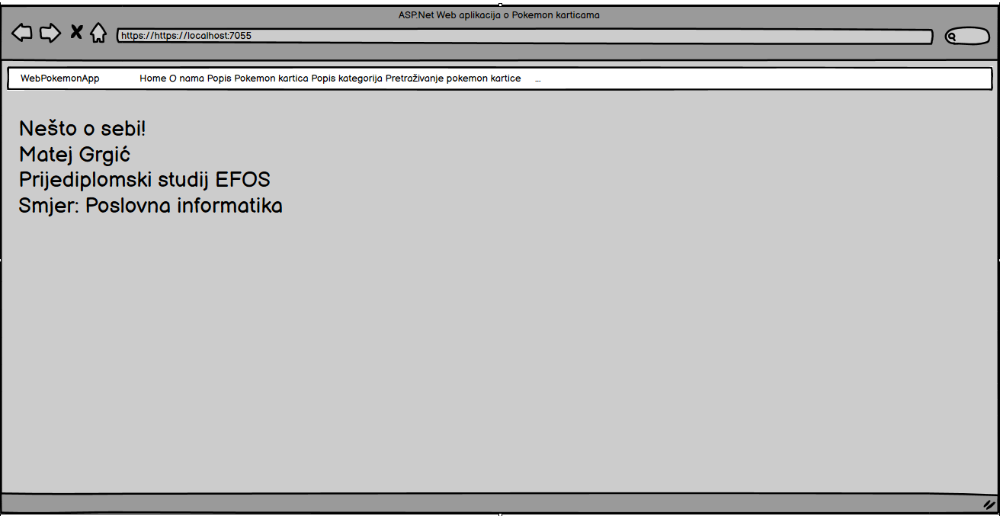 ASP.Net Web aplikacija o Pokemon karticama
https://https://localhost:7055
WebPokemonApp Home O nama Popis Pokemon kartica Popis kategorija Pretraživanje pokemon kartice ...
Nešto o sebi!
Matej Grgić
Prijediplomski studij EFOS
Smjer: Poslovna informatika